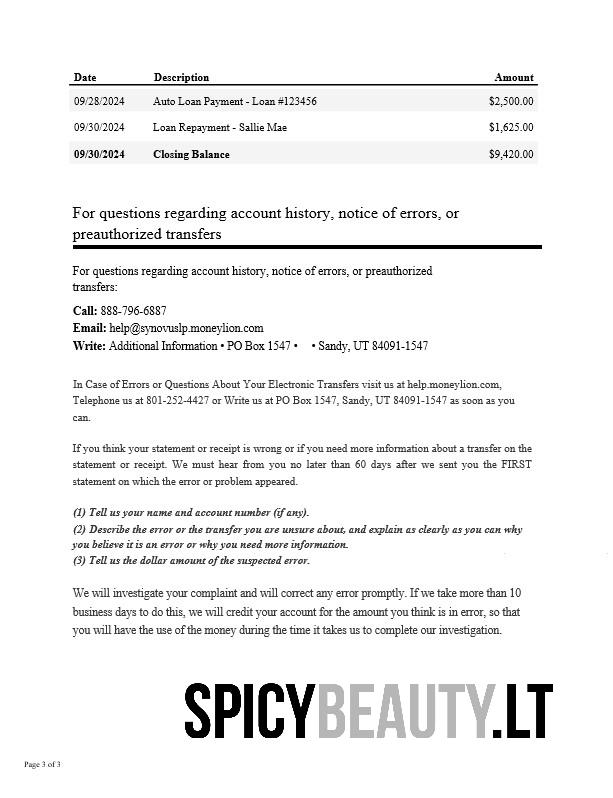 Date Description Amount
09/28/2024 Auto Loan Payment - Loan #123456 $2,500.00
09/30/2024 Loan Repayment - Sallie Mae $1,625.00
09/30/2024 Closing Balance $9,420.00
For questions regarding account history, notice of errors, or
preauthorized transfers
For questions regarding account history, notice of errors, or preauthorized
transfers:
Call: 888-796-6887
Email: help@synovuslp.moneylion.com
Write: Additional Information • PO Box 1547 • • Sandy, UT 84091-1547
In Case of Errors or Questions About Your Electronic Transfers visit us at help.moneylion.com,
Telephone us at 801-252-4427 or Write us at PO Box 1547, Sandy, UT 84091-1547 as soon as you
can.
If you think your statement or receipt is wrong or if you need more information about a transfer on the
statement or receipt. We must hear from you no later than 60 days after we sent you the FIRST
statement on which the error or problem appeared.
(1) Tell us your name and account number (if any).
(2) Describe the error or the transfer you are unsure about, and explain as clearly as you can why
you believe it is an error or why you need more information.
(3) Tell us the dollar amount of the suspected error.
We will investigate your complaint and will correct any error promptly. If we take more than 10
business days to do this, we will credit your account for the amount you think is in error, so that
you will have the use of the money during the time it takes us to complete our investigation.
SPICYBEAUTY.LT
Page 3 of 3